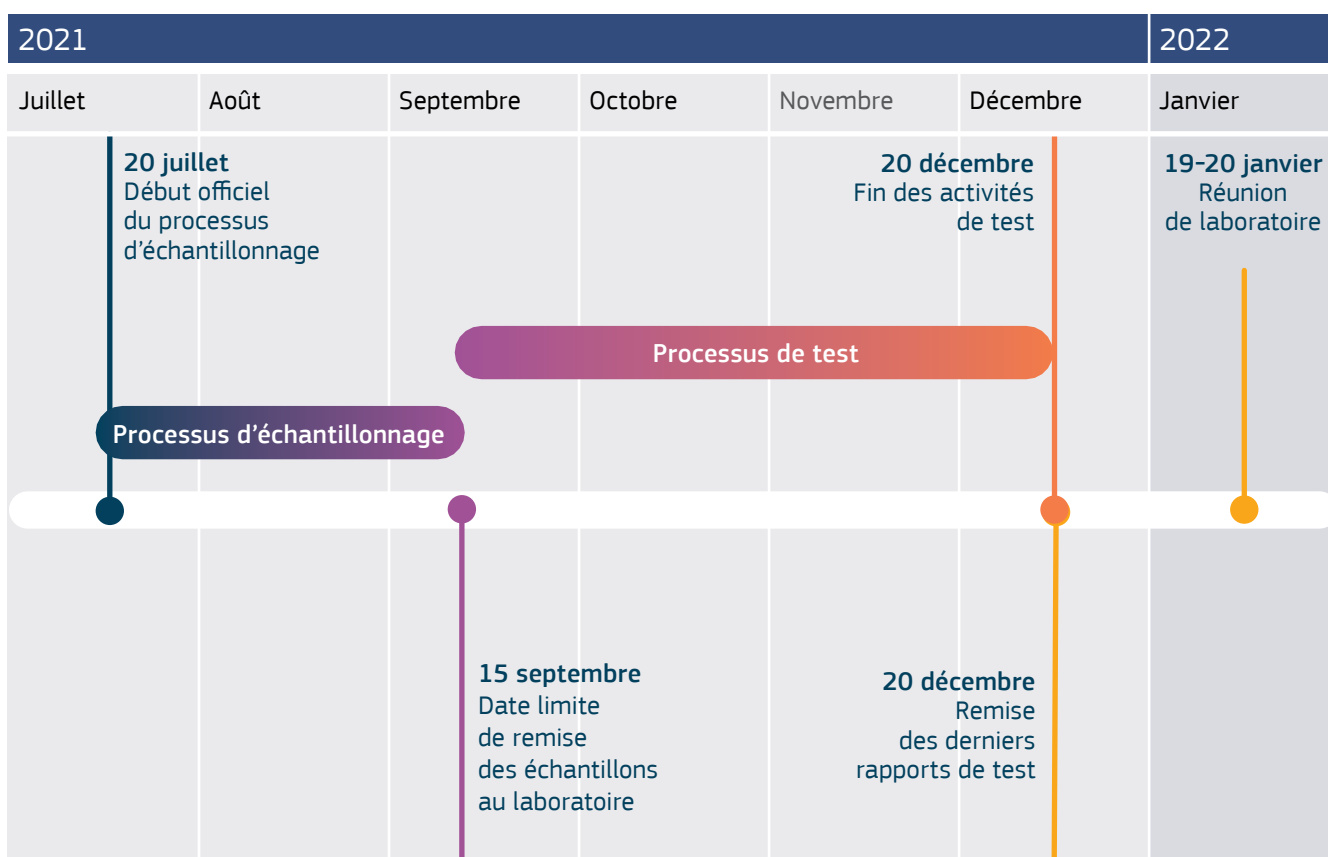 2021
2022
Juillet
Août
Septembre
Octobre
Novembre
Décembre
Janvier
20 juillet
Début officiel
du processus
d'échantillonnage
20 décembre
Fin des activités
de test
19-20 janvier
Réunion
de laboratoire
Processus de test
Processus d'échantillonnage
15 septembre
Date limite
de remise
des échantillons
au laboratoire
20 décembre
Remise
des derniers
rapports de test